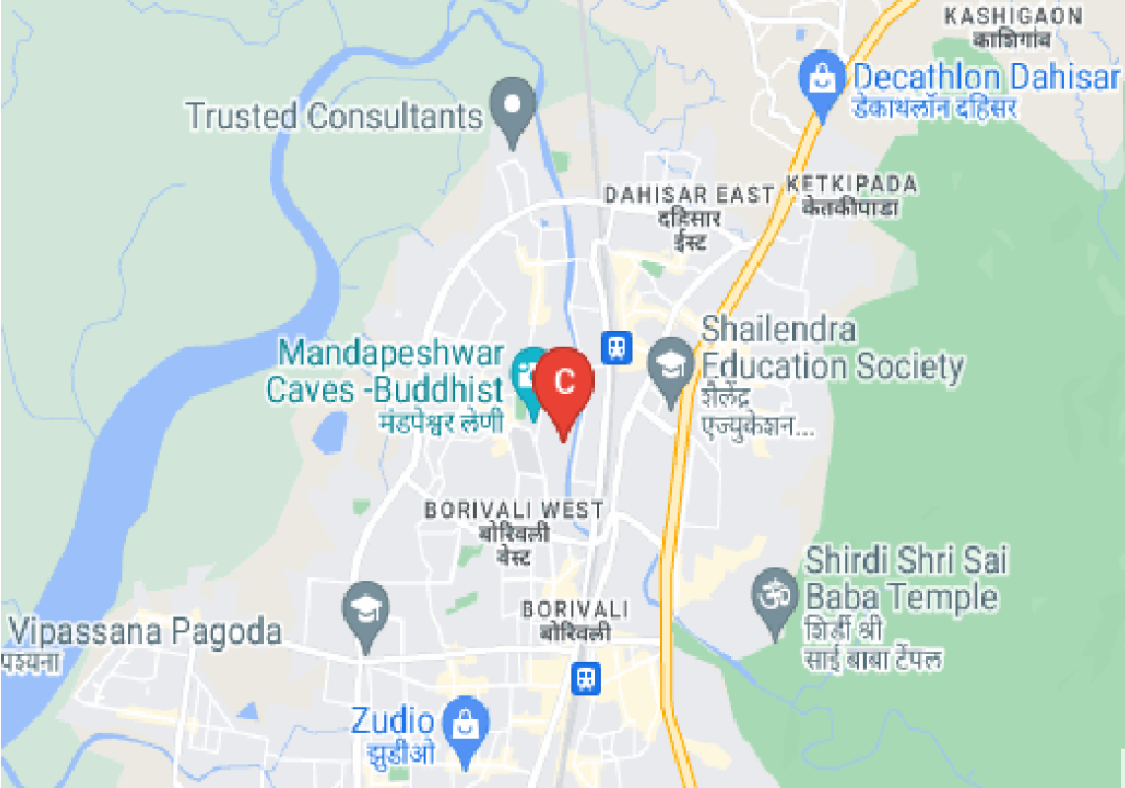 KASHIGAON
काशिगांव
Decathlon Dahisar
डेकाथलॉन दहिसर
Trusted Consultants
KETKIPADA
केतकीपाडा
DAHISAR EAST
दहिसार
ईस्ट
Shailendra
Education Society
शैलेंद्र
एज्युकेशन...
Mandapeshwar
Caves -Buddhist
मंडपेश्वर लेणी
C
BORIVALI WEST
बोरिवली
वेस्ट
Shirdi Shri Sai
Baba Temple
शिर्डी श्री
साई बाबा टेंपल
BORIVALI
बोरिवली
Vipassana Pagoda
पश्यना
Zudio
झुडीओ